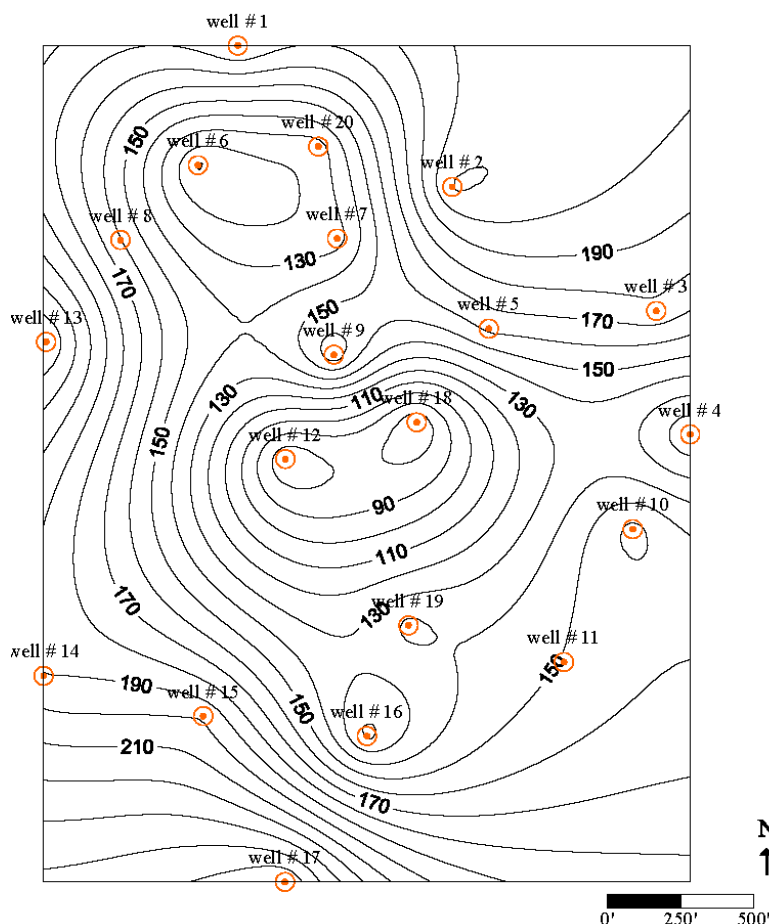 well #1
150
well #20
well #6
well #2
well #8
well #7
190
130
170
well #3
150
well #13
well #5
170
well #9
150
130
110
well #18
130
well #4
150
well #12
90
well #10
110
170
130
well #19
well #14
well #11
150
190
well #15
150
well #16
210
170
N
well #17
0'
250'
500'